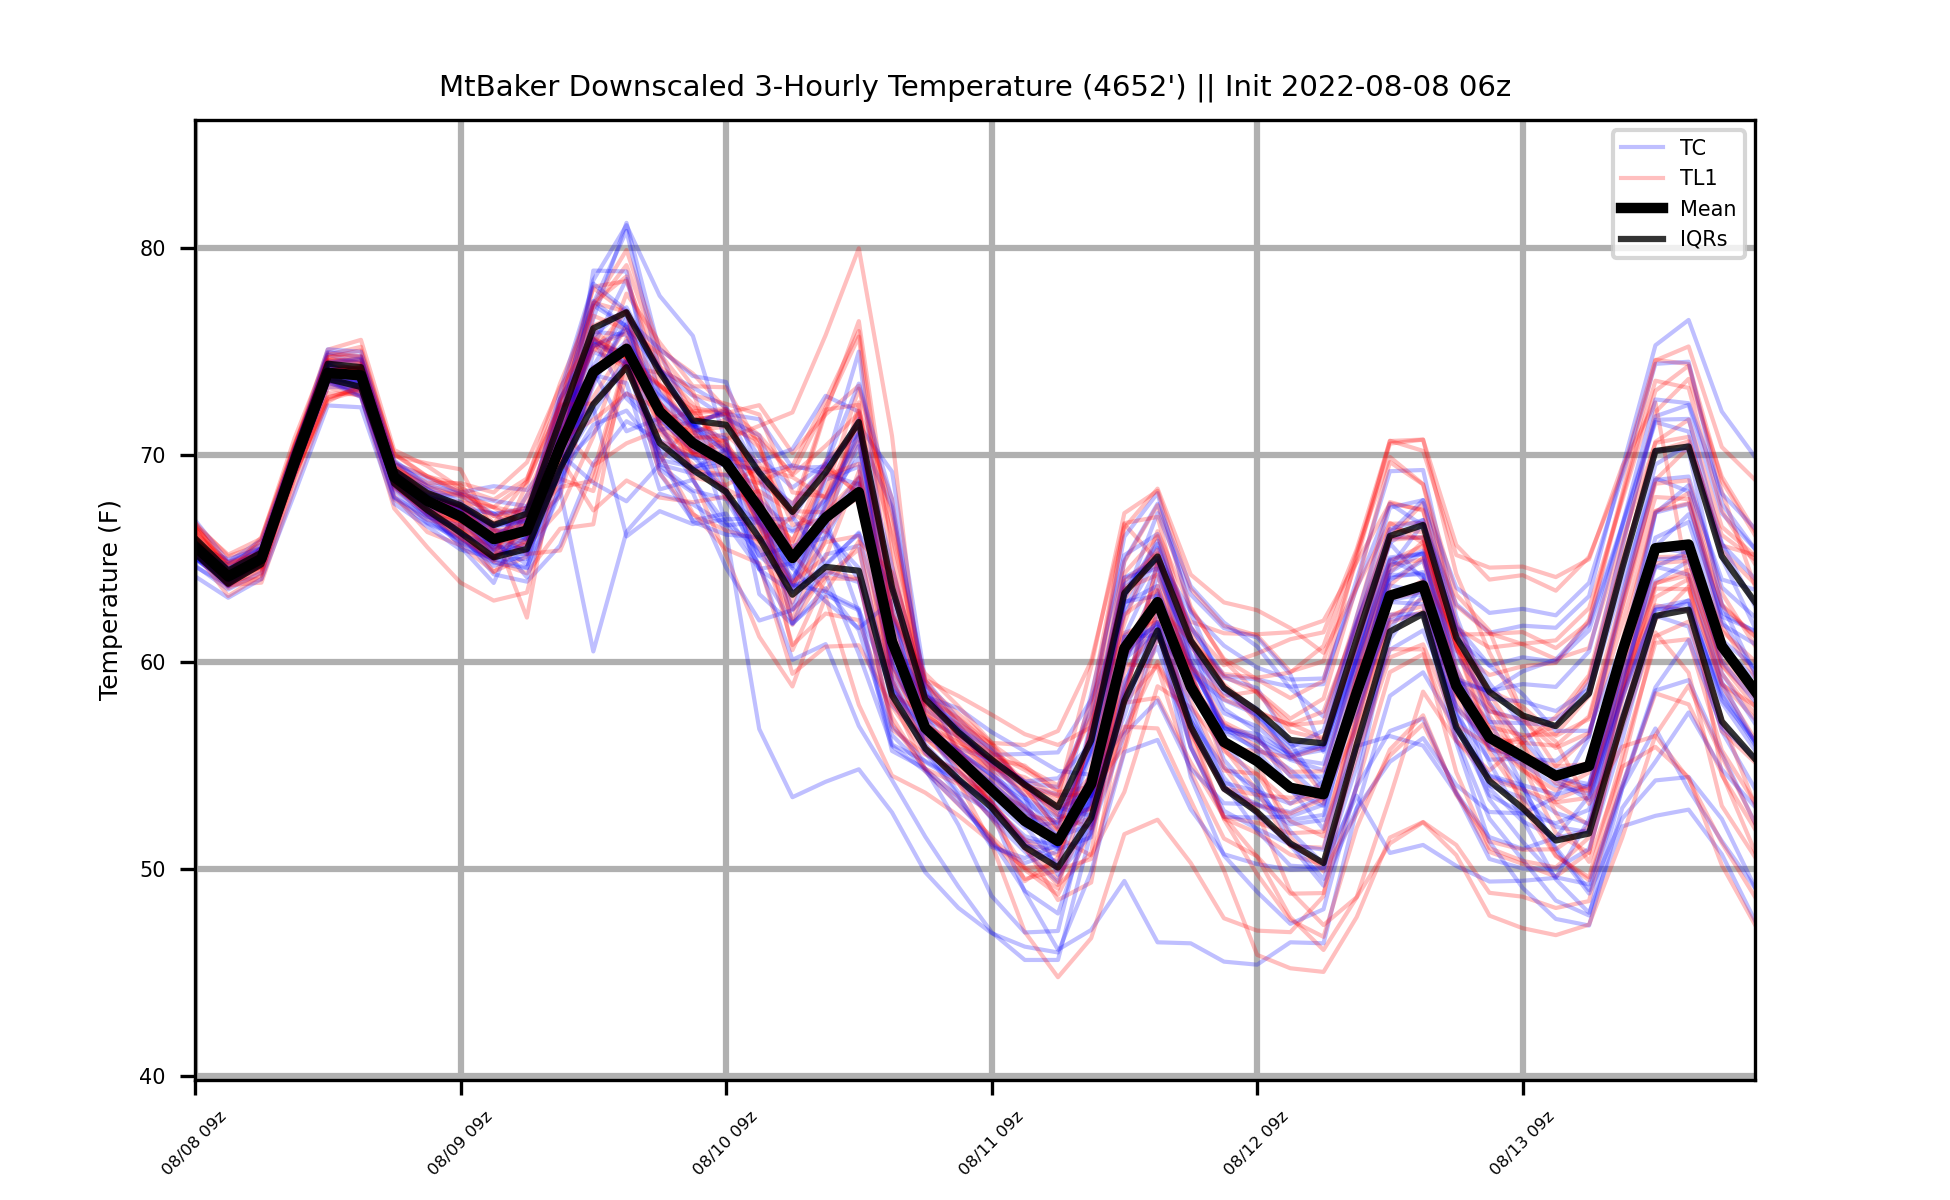 MtBaker Downscaled 3-Hourly Temperature (4652') || Init 2022-08-08 06z
TC
TL1
Mean
IQRs
Temperature (F)
80
70
60
50
40
08/08 09z
08/09 09z
08/10 09z
08/11 09z
08/12 09z
08/13 09z